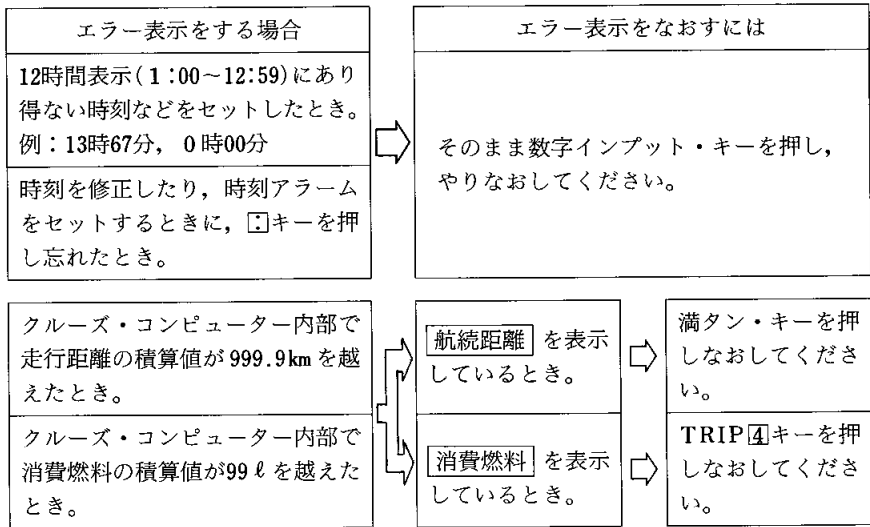 エラー表示をする場合
エラー表示をなおすには
12時間表示(1:00~12:59)にあり
得ない時刻などをセットしたとき。
例:13時67分, 0時00分
時刻を修正したり,時刻アラーム
をセットするときに,:キーを押
し忘れたとき。
そのまま数字インプット・キーを押し,
やりなおしてください。
クルーズ・コンピューター内部で
走行距離の積算値が999.9kmを越
えたとき。
クルーズ・コンピューター内部で
消費燃料の積算値が99ℓを越えた
とき。
航続距離 を表示
しているとき。
消費燃料 を表示
しているとき。
満タン・キーを押
しなおしてくださ
い。
TRIP4キーを押
しなおしてくださ
い。